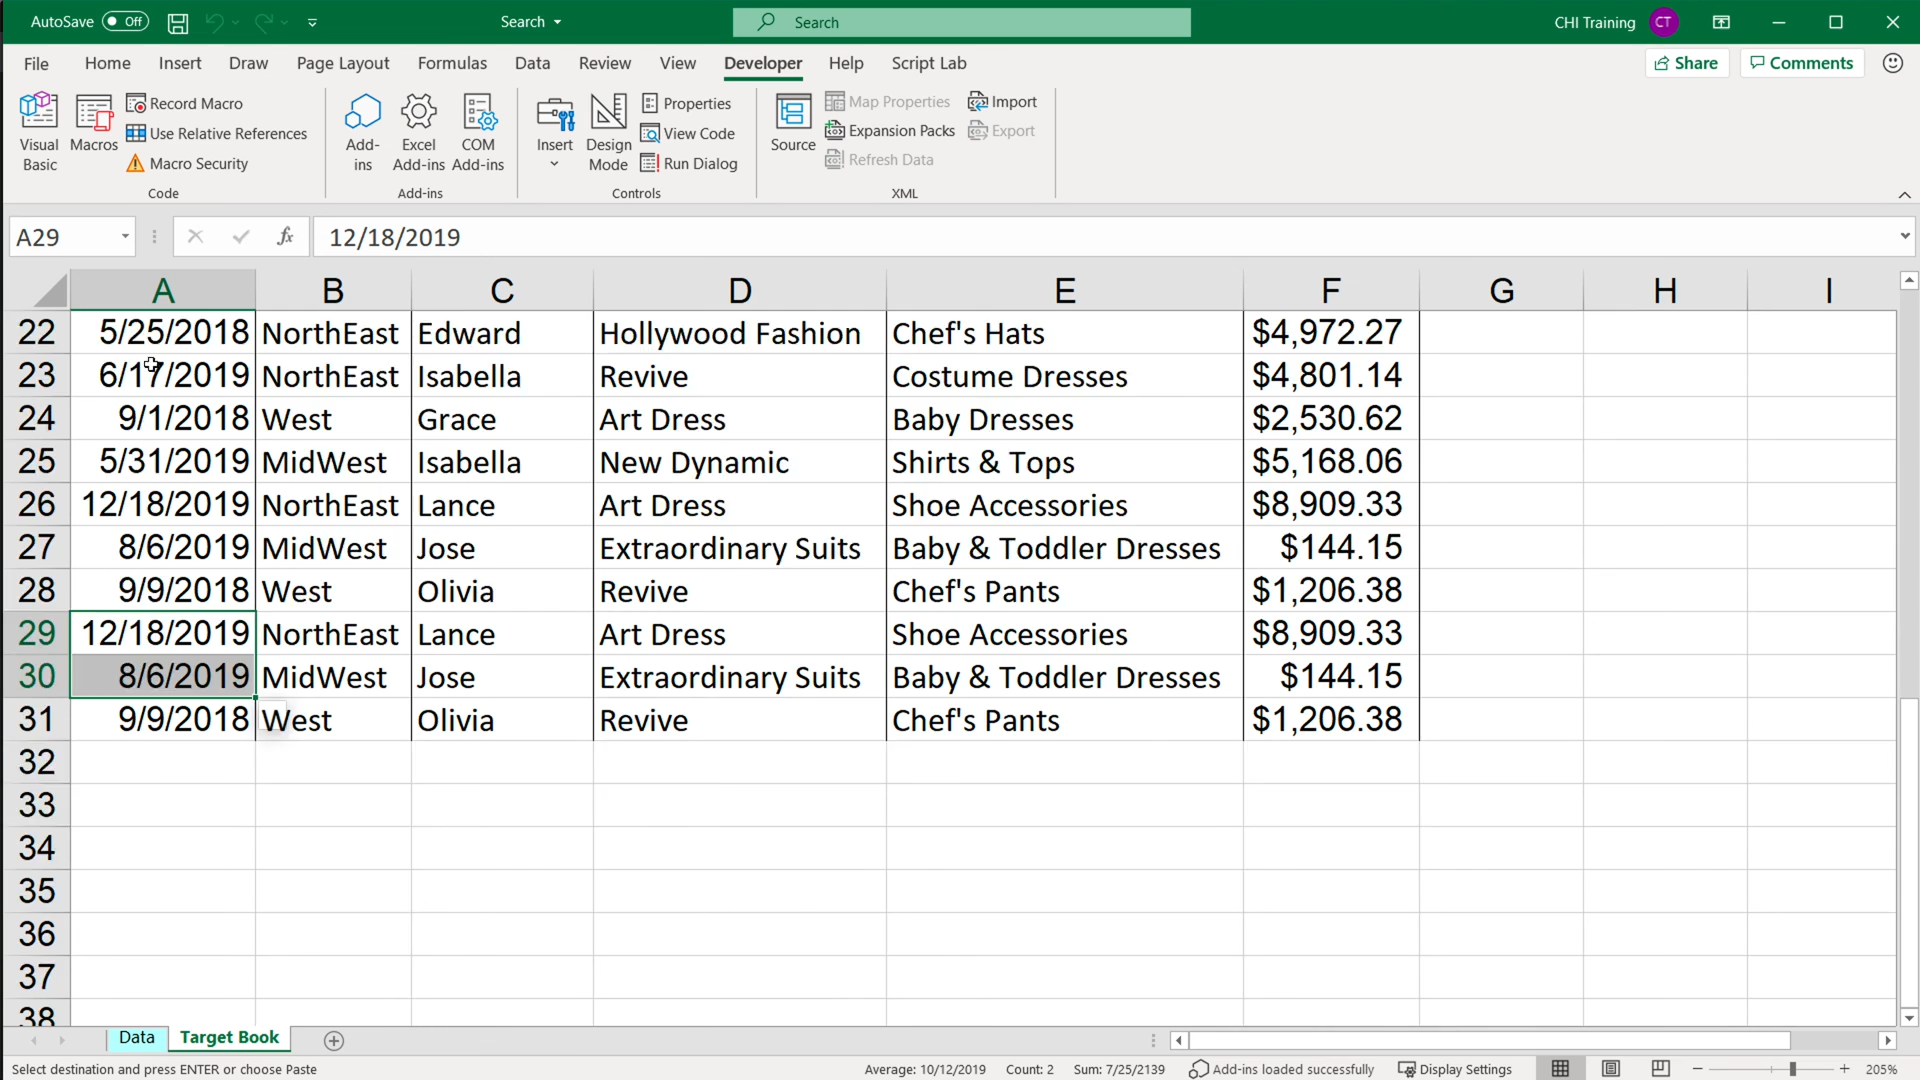 AutoSave Off Search Search CHI Training CT
File Home Insert Draw Page Layout Formulas Data Review View Developer Help Script Lab Share Comments
Visual Basic
Macros
Record Macro
Use Relative References
Macro Security
Code
Add-ins
Excel Add-ins
COM Add-ins
Add-ins
Insert
Design Mode
Properties
View Code
Run Dialog
Controls
Source
Map Properties
Expansion Packs
Refresh Data
Import
Export
XML
A29 fx 12/18/2019
A B C D E F G H I
22 5/25/2018 NorthEast Edward Hollywood Fashion Chef's Hats $4,972.27
23 6/17/2019 NorthEast Isabella Revive Costume Dresses $4,801.14
24 9/1/2018 West Grace Art Dress Baby Dresses $2,530.62
25 5/31/2019 MidWest Isabella New Dynamic Shirts & Tops $5,168.06
26 12/18/2019 NorthEast Lance Art Dress Shoe Accessories $8,909.33
27 8/6/2019 MidWest Jose Extraordinary Suits Baby & Toddler Dresses $144.15
28 9/9/2018 West Olivia Revive Chef's Pants $1,206.38
29 12/18/2019 NorthEast Lance Art Dress Shoe Accessories $8,909.33
30 8/6/2019 MidWest Jose Extraordinary Suits Baby & Toddler Dresses $144.15
31 9/9/2018 West Olivia Revive Chef's Pants $1,206.38
32
33
34
35
36
37
38
Data Target Book
Select destination and press ENTER or choose Paste Average: 10/12/2019 Count: 2 Sum: 7/25/2139 Add-ins loaded successfully Display Settings 205%